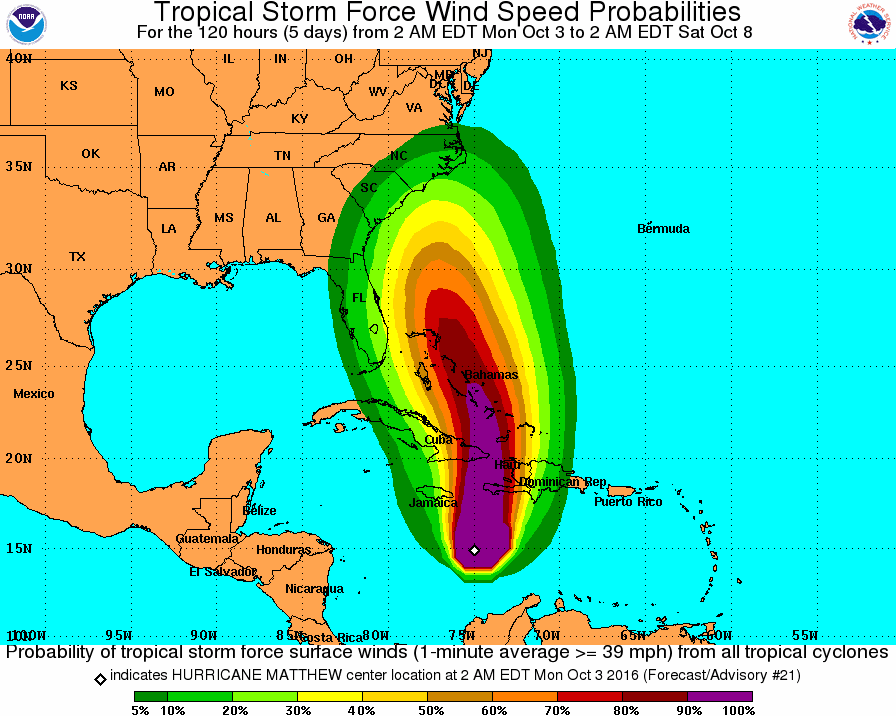 Tropical Storm Force Wind Speed Probabilities
For the 120 hours (5 days) from 2 AM EDT Mon Oct 3 to 2 AM EDT Sat Oct 8
NOAA
NATIONAL WEATHER SERVICE
40N
IL
IN
OH
NJ
KS
MO
WV
MD
DC
DE
VA
KY
OK
AR
TN
NC
35N
SC
MS
AL
GA
LA
TX
Bermuda
30N
FL
25N
Mexico
Bahamas
Cuba
20N
Haiti
Dominican Rep
Jamaica
Puerto Rico
Belize
Guatemala
15N
Honduras
El Salvador
Nicaragua
10N
100W 95W 90W 85W 80W 75W 70W 65W 60W 55W
Costa Rica
Probability of tropical storm force surface winds (1-minute average >= 39 mph) from all tropical cyclones
indicates HURRICANE MATTHEW center location at 2 AM EDT Mon Oct 3 2016 (Forecast/Advisory #21)
5% 10% 20% 30% 40% 50% 60% 70% 80% 90% 100%